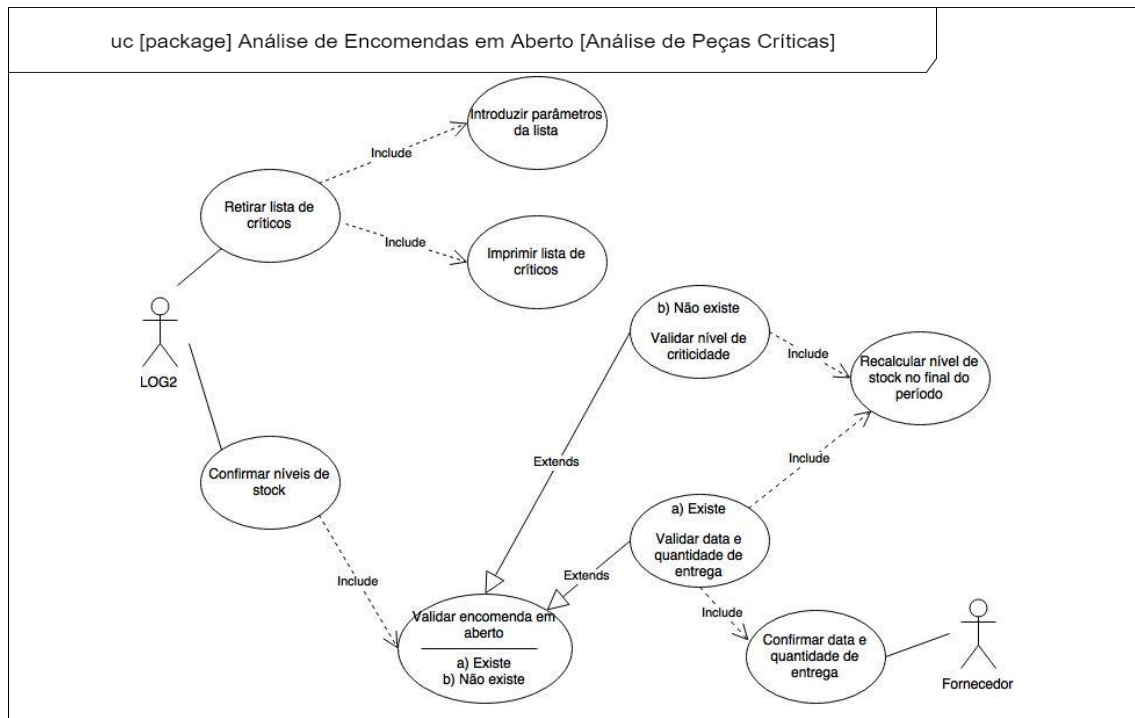 uc [package] Análise de Encomendas em Aberto [Análise de Peças Críticas]
Introduzir parâmetros
da lista
Include
Retirar lista de
críticos
Include
Imprimir lista de
críticos
b) Não existe
Validar nível de
criticidade
Include
Recalcular nível de
stock no final do
período
LOG2
Include
Extends
Confirmar níveis de
stock
a) Existe
Validar data e
quantidade de
entrega
Extends
Include
Include
Validar encomenda em
aberto
a) Existe
b) Não existe
Confirmar data e
quantidade de
entrega
Fornecedor